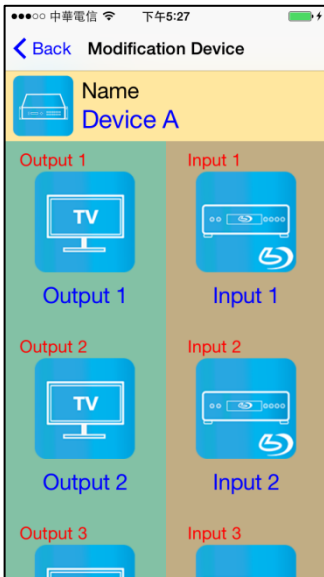 中華電信 下午5:27
Back Modification Device
Name
Device A
Output 1 Input 1
TV
Output 1 Input 1
Output 2 Input 2
TV
Output 2 Input 2
Output 3 Input 3